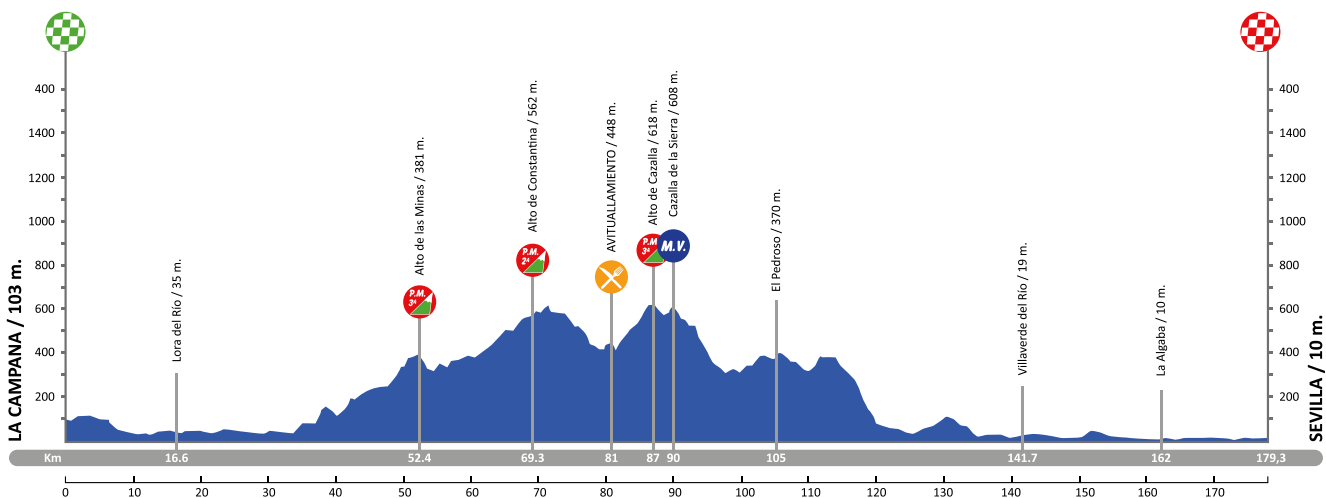 LA CAMPANA / 103 m.
400
1400
1200
1000
800
600
400
200
Lora del Río / 35 m.
Alto de las Minas / 381 m.
P.M.
3ª
Alto de Constantina / 562 m.
P.M.
2ª
AVITUALLAMIENTO / 448 m.
Alto de Cazalla / 618 m.
P.M
3ª
Cazalla de la Sierra / 608 m.
M.V.
El Pedroso / 370 m.
Villaverde del Río / 19 m.
La Algaba / 10 m.
400
1400
1200
1000
800
600
400
200
SEVILLA / 10 m.
Km 16.6 52.4 69.3 81 87 90 105 141.7 162 179,3
0 10 20 30 40 50 60 70 80 90 100 110 120 130 140 150 160 170